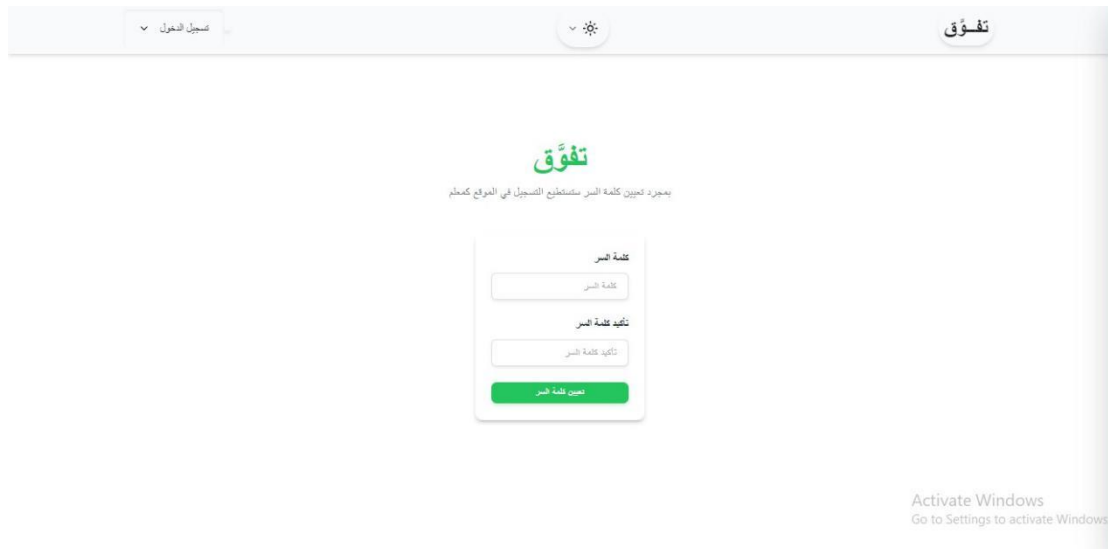 تفــوَّق
تسجيل الدخول
تفوَّق
بمجرد تعيين كلمة السر ستستطيع التسجيل في الموقع كمعلم
كلمة السر
كلمة السر
تأكيد كلمة السر
تأكيد كلمة السر
تعيين كلمة السر
Activate Windows
Go to Settings to activate Windows